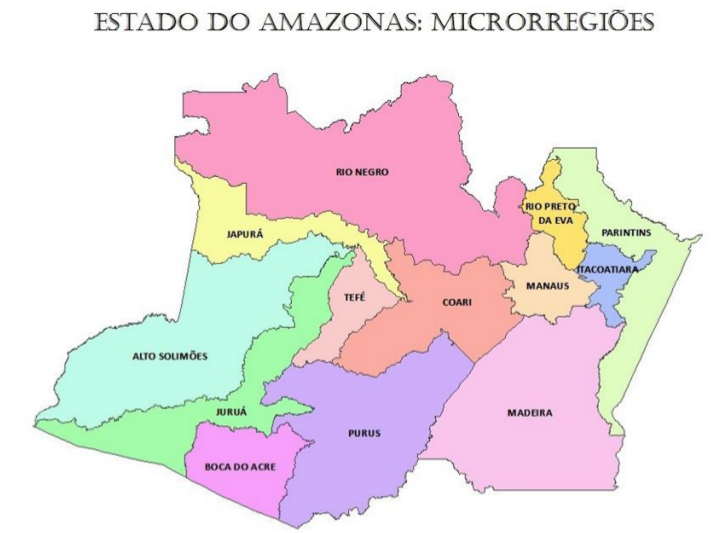 ESTADO DO AMAZONAS: MICRORREGIÕES
RIO NEGRO
RIO PRETO
DA EVA
JAPURÁ
PARINTINS
ITACOATIARA
MANAUS
TEFÉ
COARI
ALTO SOLIMÕES
JURUÁ
MADEIRA
PURUS
BOCA DO ACRE